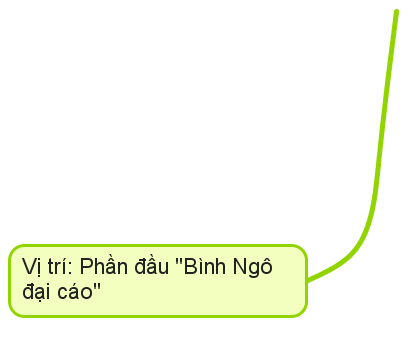 Vị trí: Phần đầu "Bình Ngô
đại cáo"